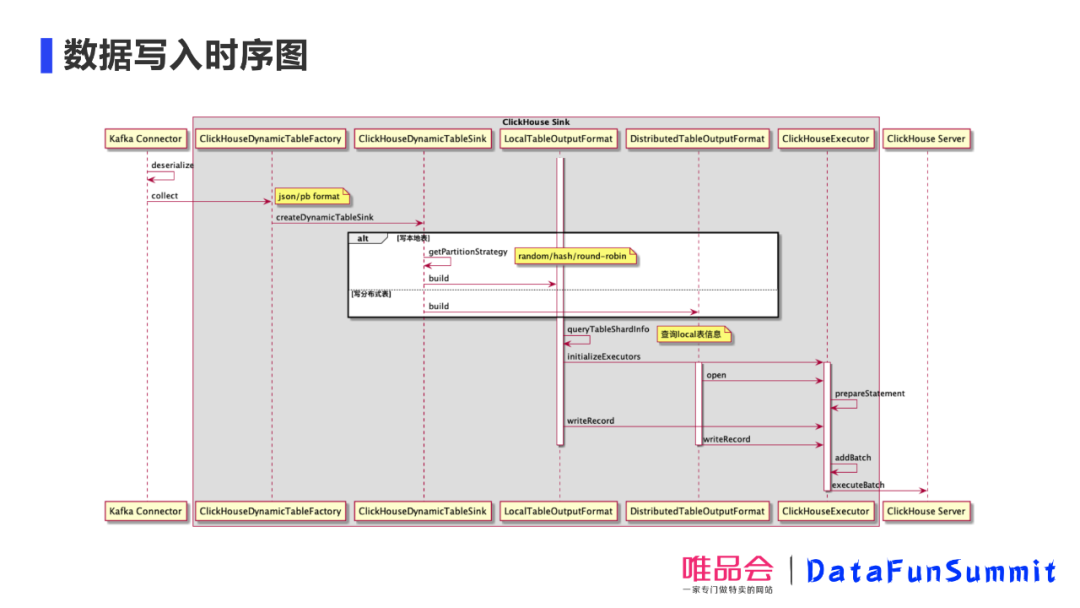 数据写入时序图
ClickHouse Sink
Kafka Connector
ClickHouseDynamicTableFactory
ClickHouseDynamicTableSink
LocalTableOutputFormat
DistributedTableOutputFormat
ClickHouseExecutor
ClickHouse Server
deserialize
collect
json/pb format
createDynamicTableSink
alt
[写本地表]
getPartitionStrategy
random/hash/round-robin
build
[写分布式表]
build
queryTableShardInfo
查询local表信息
initializeExecutors
open
prepareStatement
writeRecord
writeRecord
addBatch
executeBatch
Kafka Connector
ClickHouseDynamicTableFactory
ClickHouseDynamicTableSink
LocalTableOutputFormat
DistributedTableOutputFormat
ClickHouseExecutor
ClickHouse Server
唯品会
一家专门做特卖的网站
DataFunSummit